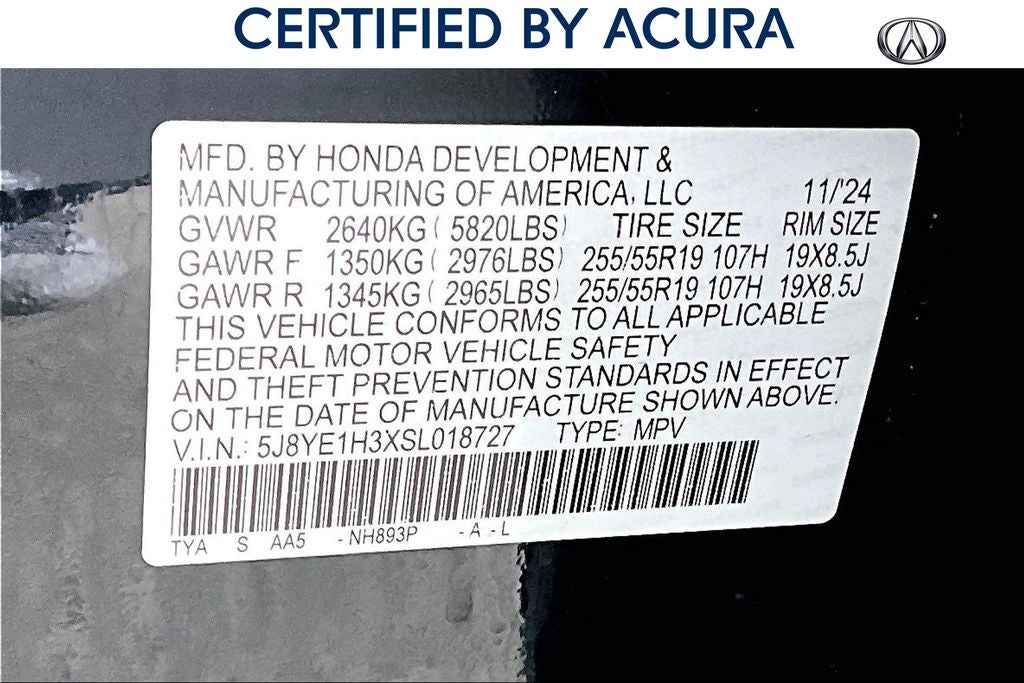 CERTIFIED BY ACURA
MFD. BY HONDA DEVELOPMENT &
MANUFACTURING OF AMERICA, LLC 11/'24
GVWR 2640KG ( 5820LBS) TIRE SIZE RIM SIZE
GAWR F 1350KG ( 2976LBS) 255/55R19 107H 19X8.5J
GAWR R 1345KG ( 2965LBS) 255/55R19 107H 19X8.5J
THIS VEHICLE CONFORMS TO ALL APPLICABLE
FEDERAL MOTOR VEHICLE SAFETY
AND THEFT PREVENTION STANDARDS IN EFFECT
ON THE DATE OF MANUFACTURE SHOWN ABOVE.
V.I.N.: 5J8YE1H3XSL018727 TYPE: MPV
TYA S AA5 - NH893P - A - L